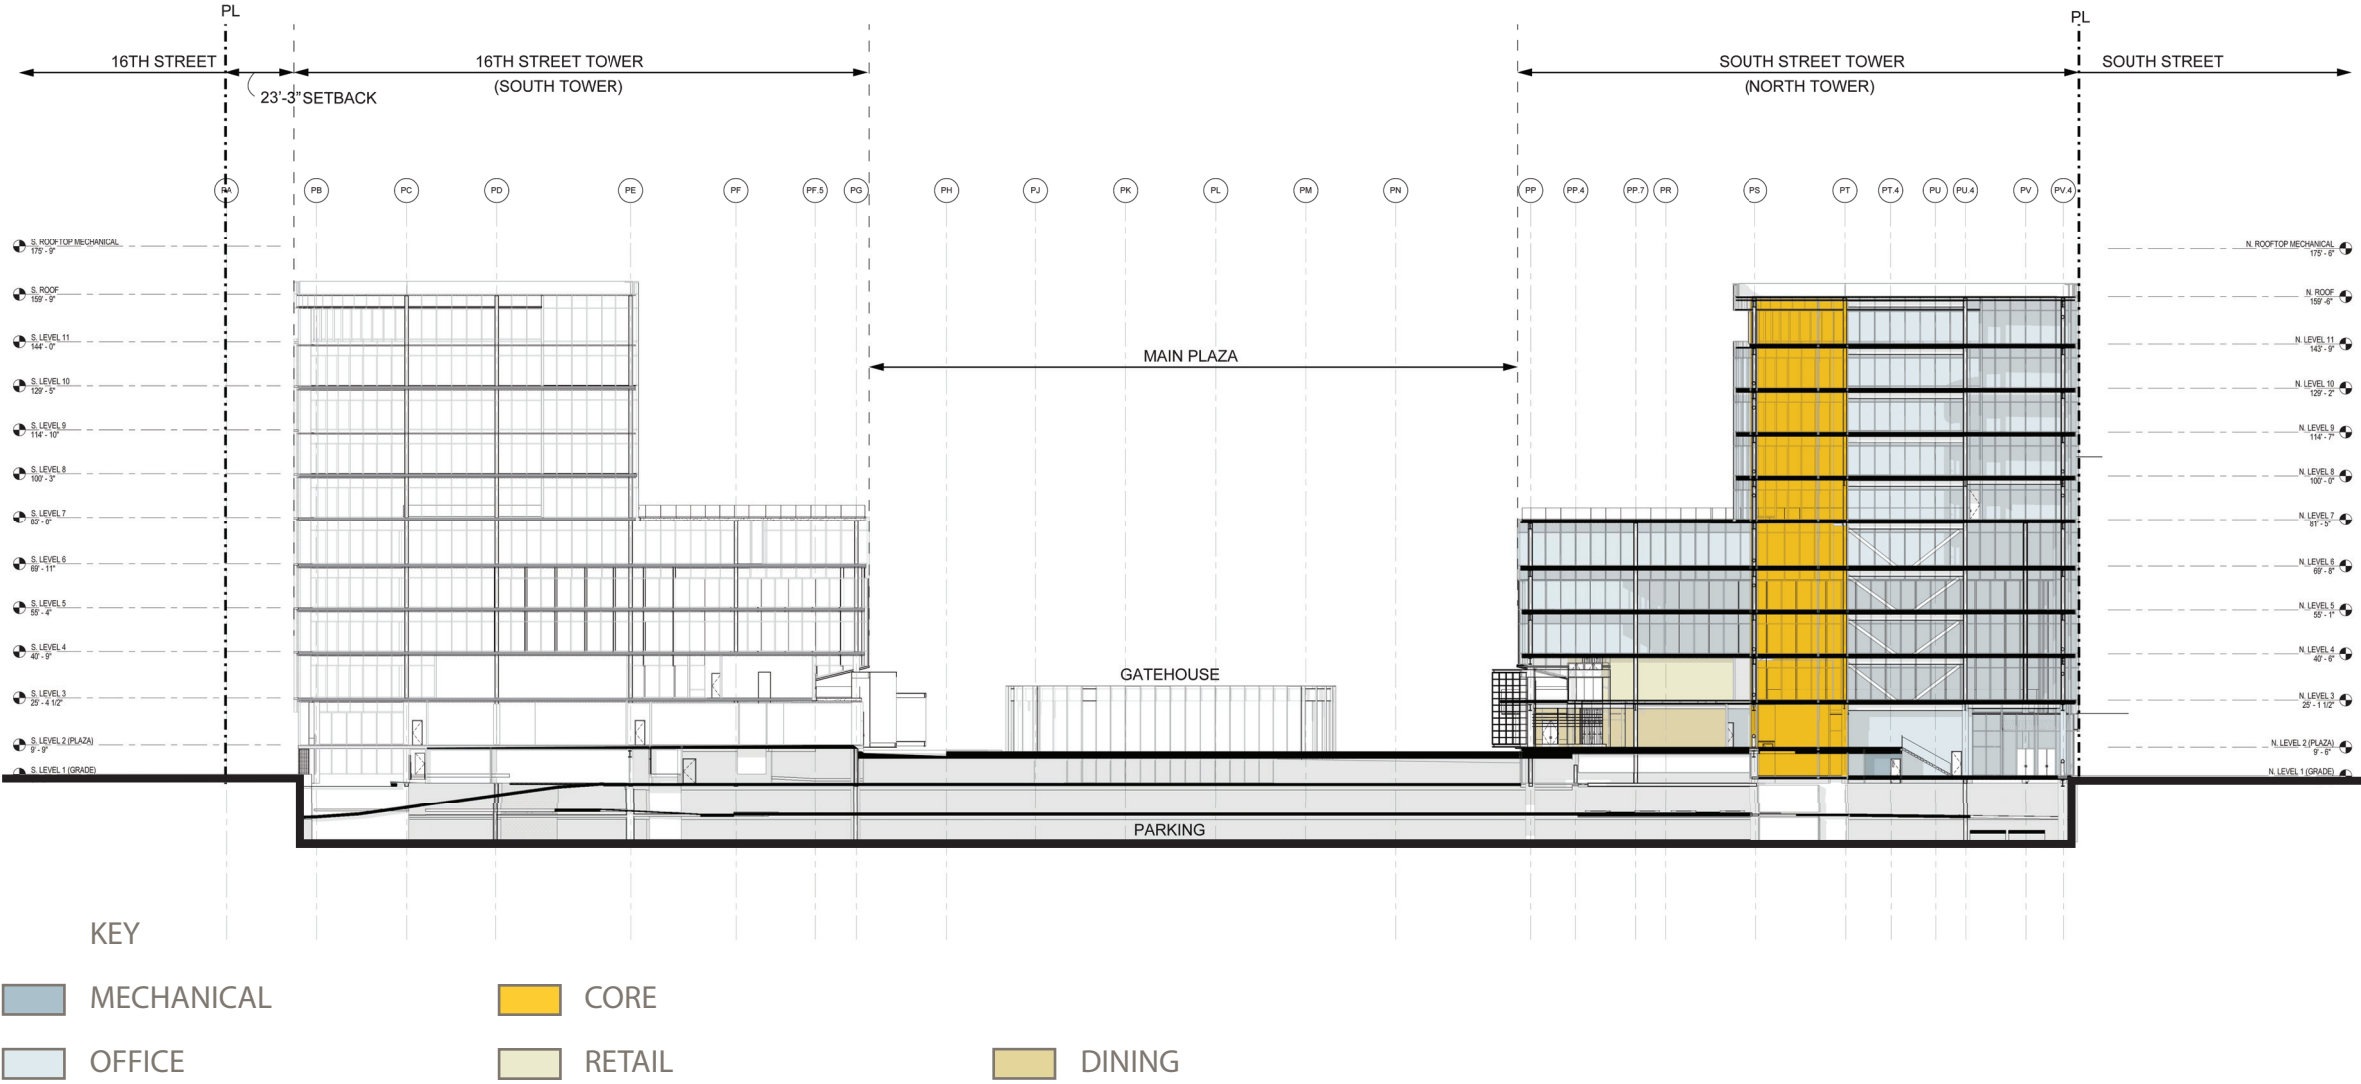 PL
PL
16TH STREET
16TH STREET TOWER
(SOUTH TOWER)
SOUTH STREET TOWER
(NORTH TOWER)
SOUTH STREET
23'-3" SETBACK
PA
PB
PC
PD
PE
PF
PF.5
PG
PH
PJ
PK
PL
PM
PN
PP
PP.4
PP.7
PR
PS
PT
PT.4
PU
PU.4
PV
PV.4
S. ROOFTOP MECHANICAL
175' - 9"
S. ROOF
159' - 9"
S. LEVEL 11
144' - 0"
S. LEVEL 10
129' - 5"
S. LEVEL 9
114' - 10"
S. LEVEL 8
100' - 3"
S. LEVEL 7
S. LEVEL 6
69' - 11"
S. LEVEL 5
55' - 4"
S. LEVEL 4
40' - 9"
S. LEVEL 3
25' - 4 1/2"
S. LEVEL 2 (PLAZA)
9' - 9"
S. LEVEL 1 (GRADE)
N. ROOFTOP MECHANICAL
175' - 6"
N. ROOF
159' -6"
N. LEVEL 11
143' - 9"
N. LEVEL 10
129' - 2"
N. LEVEL 9
114' - 7"
N. LEVEL 8
100' - 0"
N. LEVEL 7
81' - 5"
N. LEVEL 6
69' - 8"
N. LEVEL 5
55' - 1"
N. LEVEL 4
40' - 6"
N. LEVEL 3
25' - 1 1/2"
N. LEVEL 2 (PLAZA)
9' - 6"
N. LEVEL 1 (GRADE)
MAIN PLAZA
GATEHOUSE
PARKING
KEY
MECHANICAL
CORE
OFFICE
RETAIL
DINING